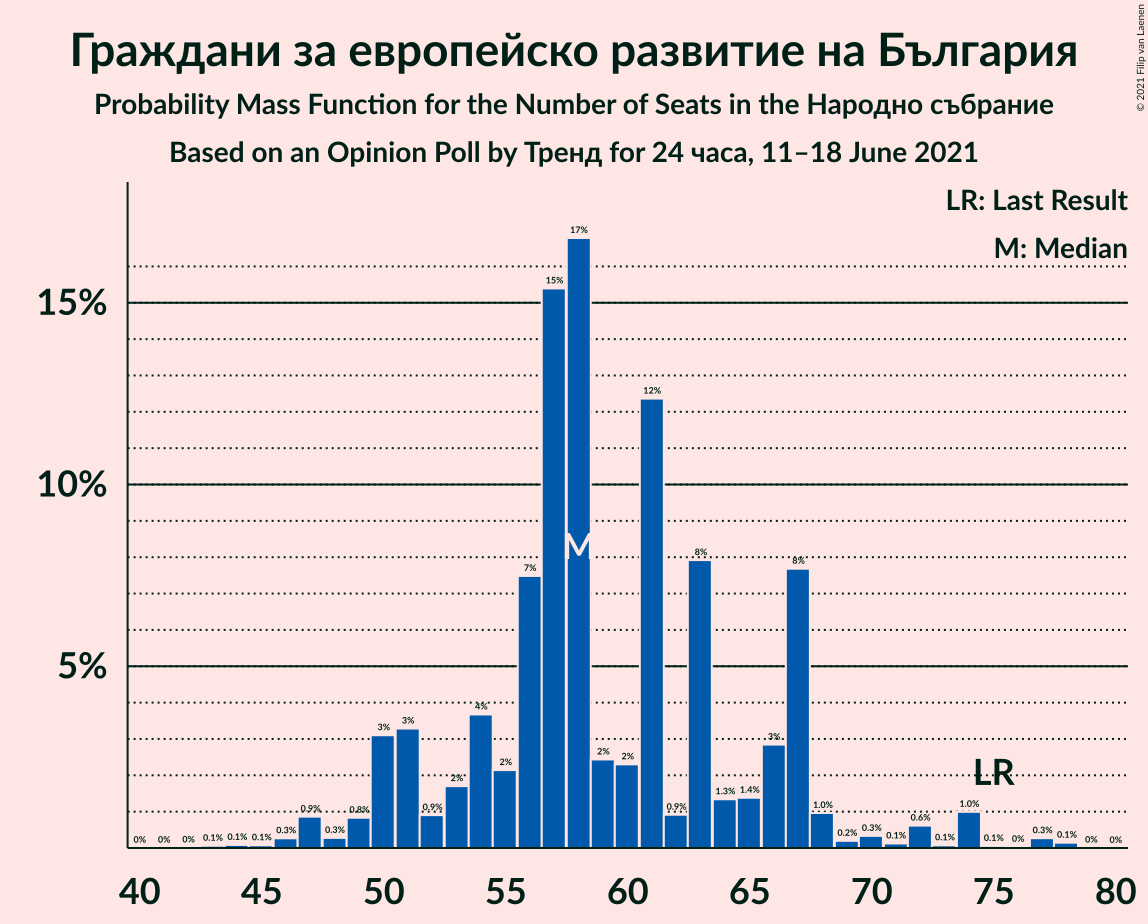 Граждани за европейско развитие на България
Probability Mass Function for the Number of Seats in the Народно събрание
Based on an Opinion Poll by Тренд for 24 часа, 11–18 June 2021
© 2021 Filip van Laenen
LR: Last Result
M: Median
15%
10%
5%
0% 0% 0% 0.1% 0.1% 0.1% 0.3% 0.9% 0.3% 0.8% 3% 3% 0.9% 2% 4% 2% 7% 15% 17% 2% 2% 12% 0.9% 8% 1.3% 1.4% 3% 8% 1.0% 0.2% 0.3% 0.1% 0.6% 0.1% 1.0% 0.1% 0% 0.3% 0.1% 0% 0%
M
LR
40 45 50 55 60 65 70 75 80